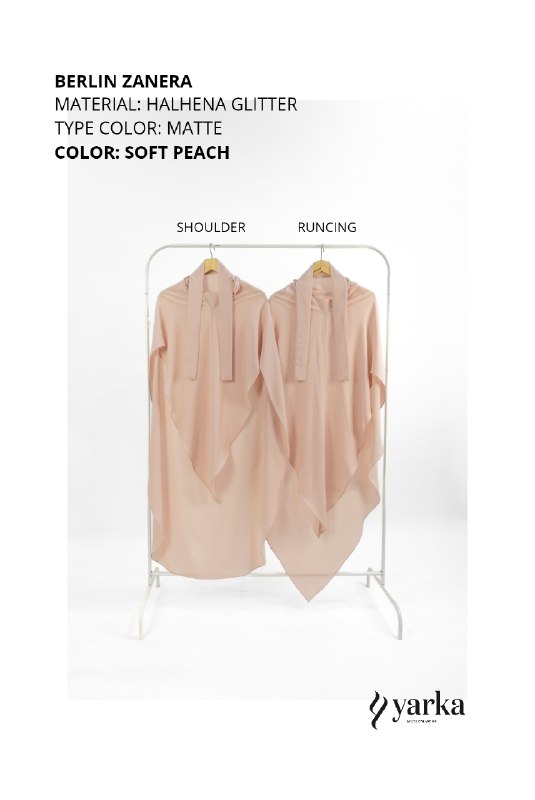 BERLIN ZANERA
MATERIAL: HALHENA GLITTER
TYPE COLOR: MATTE
COLOR: SOFT PEACH
SHOULDER
RUNCING
yarka